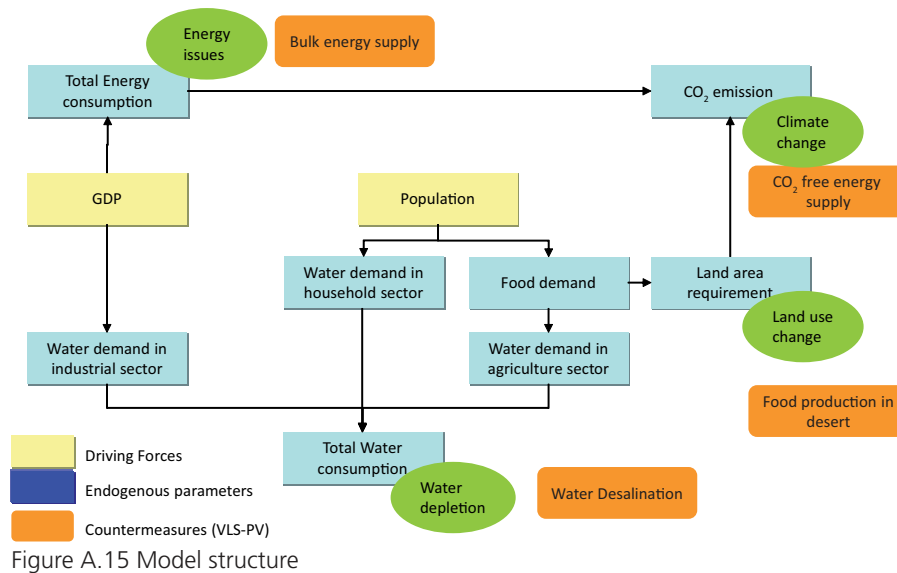 Energy
issues
Bulk energy supply
Total Energy
consumption
CO₂ emission
Climate
change
CO₂ free energy
supply
GDP
Population
Water demand in
household sector
Food demand
Land area
requirement
Land use
change
Water demand in
industrial sector
Water demand in
agriculture sector
Food production in
desert
Total Water
consumption
Water
depletion
Water Desalination
Driving Forces
Endogenous parameters
Countermeasures (VLS-PV)
Figure A.15 Model structure